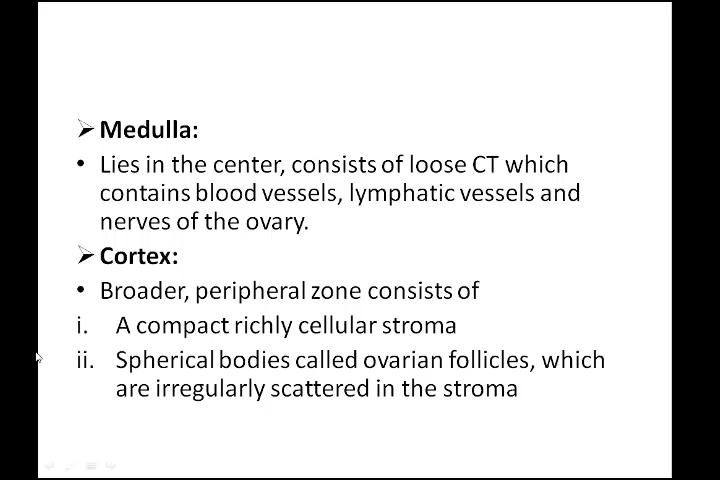 ➢ Medulla:
• Lies in the center, consists of loose CT which
contains blood vessels, lymphatic vessels and
nerves of the ovary.
➢ Cortex:
• Broader, peripheral zone consists of
i. A compact richly cellular stroma
ii. Spherical bodies called ovarian follicles, which
are irregularly scattered in the stroma